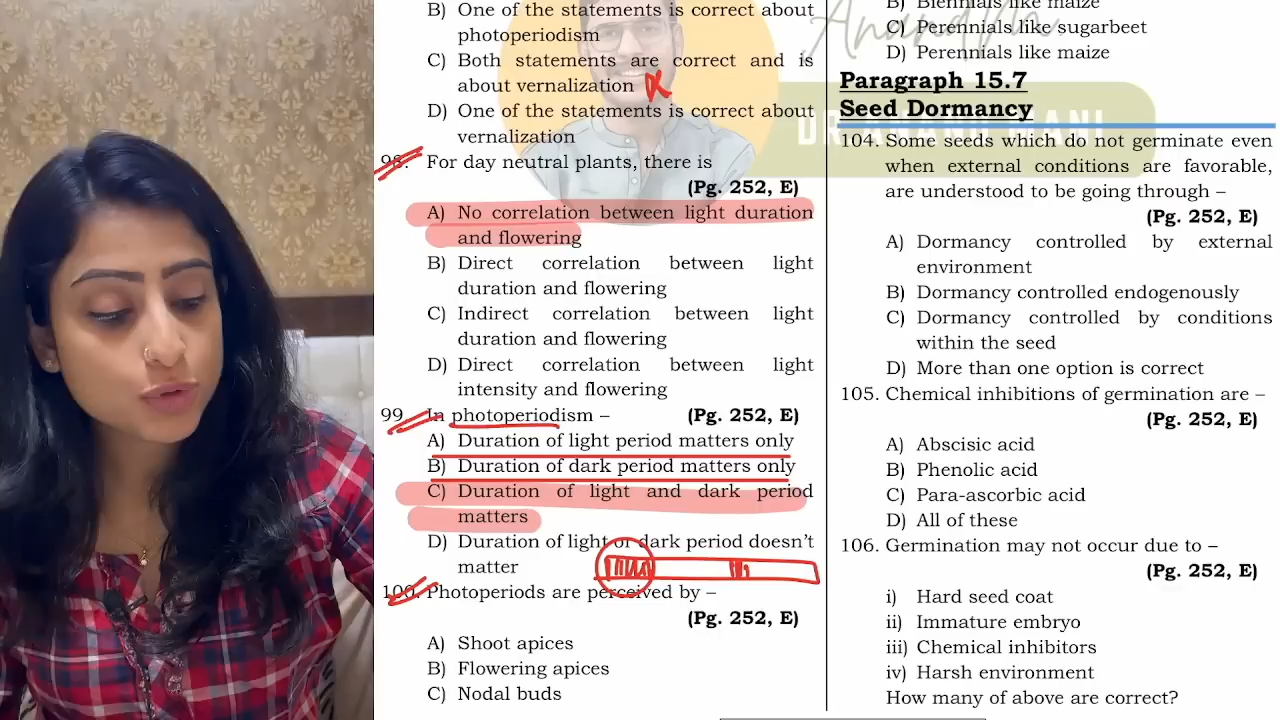 B) One of the statements is correct about
photoperiodism
C) Both statements are correct and is
about vernalization
D) One of the statements is correct about
vernalization
98. For day neutral plants, there is
(Pg. 252, E)
A) No correlation between light duration
and flowering
B) Direct correlation between light
duration and flowering
C) Indirect correlation between light
duration and flowering
D) Direct correlation between light
intensity and flowering
99. In photoperiodism –
(Pg. 252, E)
A) Duration of light period matters only
B) Duration of dark period matters only
C) Duration of light and dark period
matters
D) Duration of light or dark period doesn't
matter
100. Photoperiods are perceived by –
(Pg. 252, E)
A) Shoot apices
B) Flowering apices
C) Nodal buds
B) Biennials like maize
C) Perennials like sugarbeet
D) Perennials like maize
Paragraph 15.7
Seed Dormancy
104. Some seeds which do not germinate even
when external conditions are favorable,
are understood to be going through –
(Pg. 252, E)
A) Dormancy controlled by external
environment
B) Dormancy controlled endogenously
C) Dormancy controlled by conditions
within the seed
D) More than one option is correct
105. Chemical inhibitions of germination are –
(Pg. 252, E)
A) Abscisic acid
B) Phenolic acid
C) Para-ascorbic acid
D) All of these
106. Germination may not occur due to –
(Pg. 252, E)
i) Hard seed coat
ii) Immature embryo
iii) Chemical inhibitors
iv) Harsh environment
How many of above are correct?